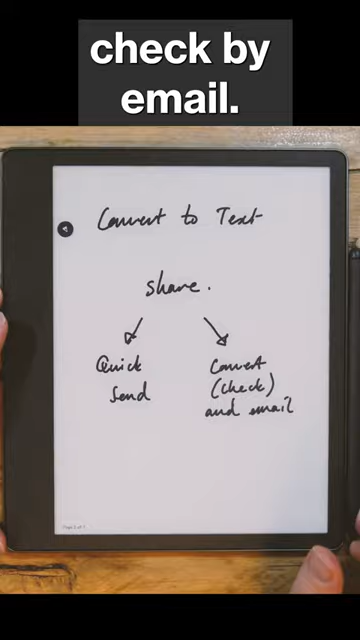 check by
email.
Convert to Text
share.
Quick
Send
Convert
(check)
and email